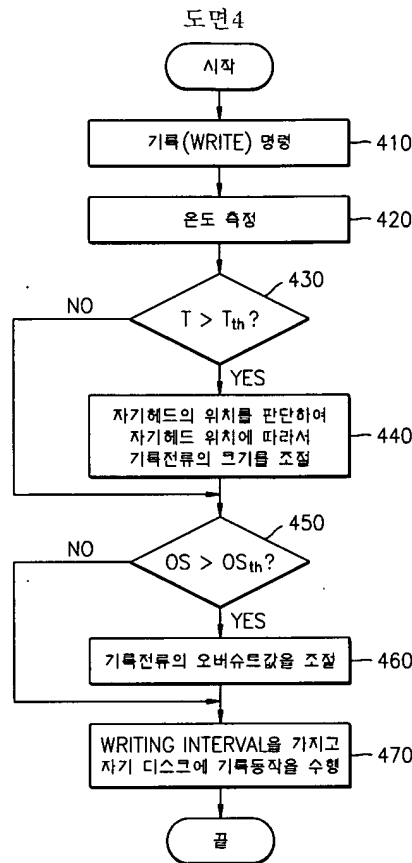 도면4
시작
기록(WRITE) 명령
410
온도 측정
420
430
NO
T > Tth?
YES
자기헤드의 위치를 판단하여
자기헤드 위치에 따라서
기록전류의 크기를 조절
440
450
NO
OS > OSth?
YES
기록전류의 오버슈트값을 조절
460
WRITING INTERVAL을 가지고
자기 디스크에 기록동작을 수행
470
끝